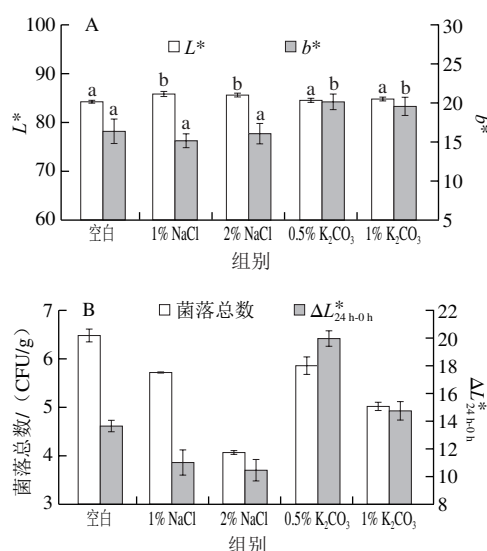 A
L*
b*
100
90
80
70
60
L*
30
25
20
15
10
5
b*
a
a
b
a
b
a
a
b
a
b
空白
1% NaCl
2% NaCl
0.5% K₂CO₃
1% K₂CO₃
组别
B
菌落总数
ΔL*24 h-0 h
7
6
5
4
3
菌落总数/（CFU/g）
22
20
18
16
14
12
10
8
ΔL*24 h-0 h
空白
1% NaCl
2% NaCl
0.5% K₂CO₃
1% K₂CO₃
组别